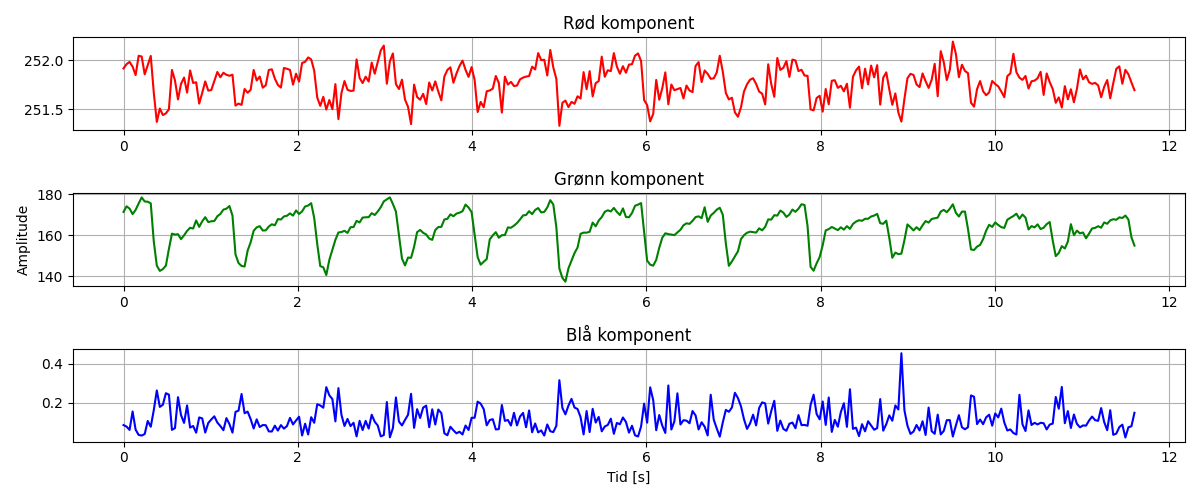 Rød komponent
252.0
251.5
0 2 4 6 8 10 12
Grønn komponent
180
160
140
Amplitude
0 2 4 6 8 10 12
Blå komponent
0.4
0.2
0 2 4 6 8 10 12
Tid [s]